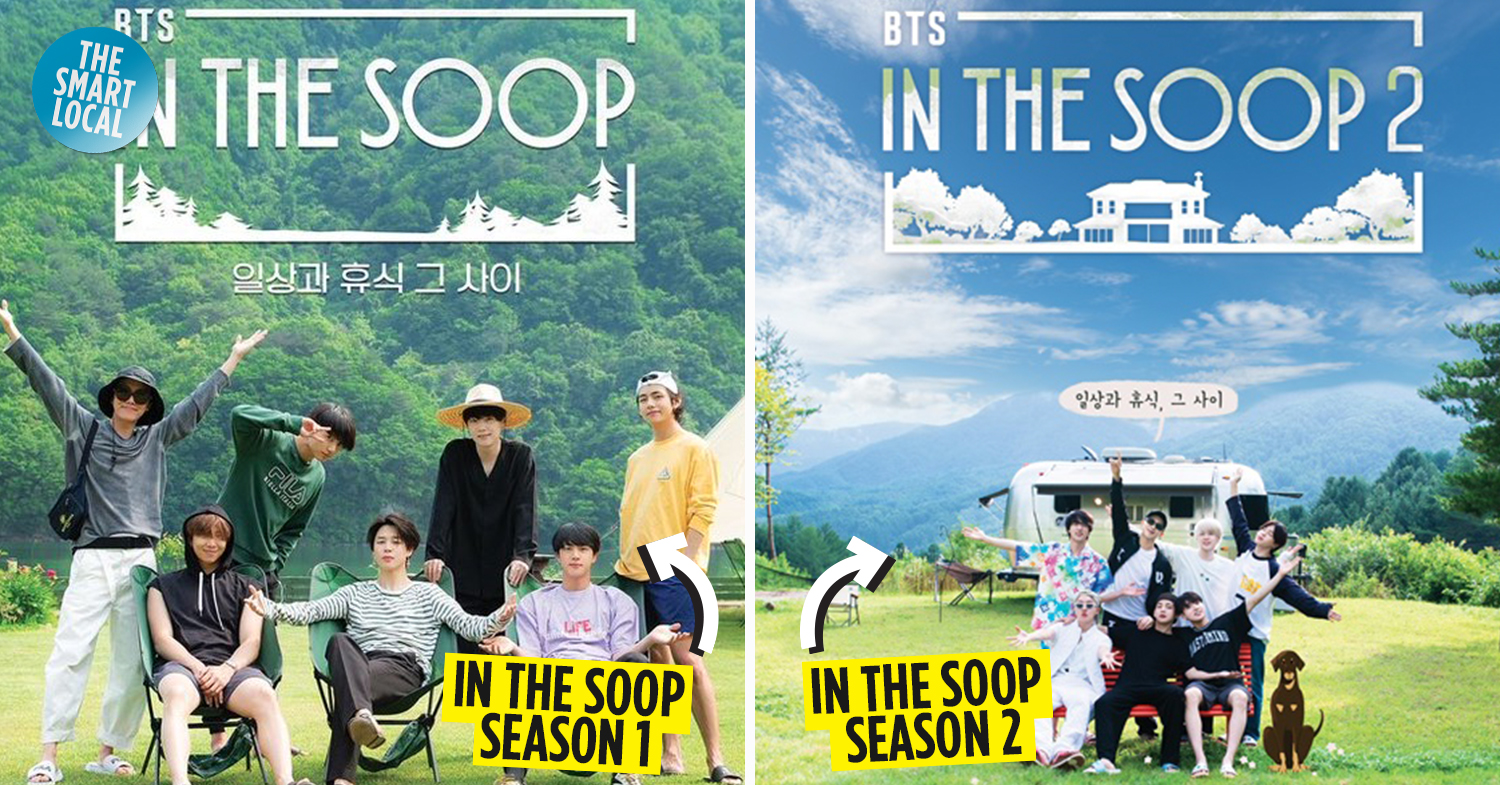 THE
SMART
LOCAL
BTS
IN THE SOOP
일상과 휴식 그 사이
FILA
LIFE
IN THE SOOP
SEASON 1
BTS
IN THE SOOP 2
일상과 휴식, 그 사이
IN THE SOOP
SEASON 2